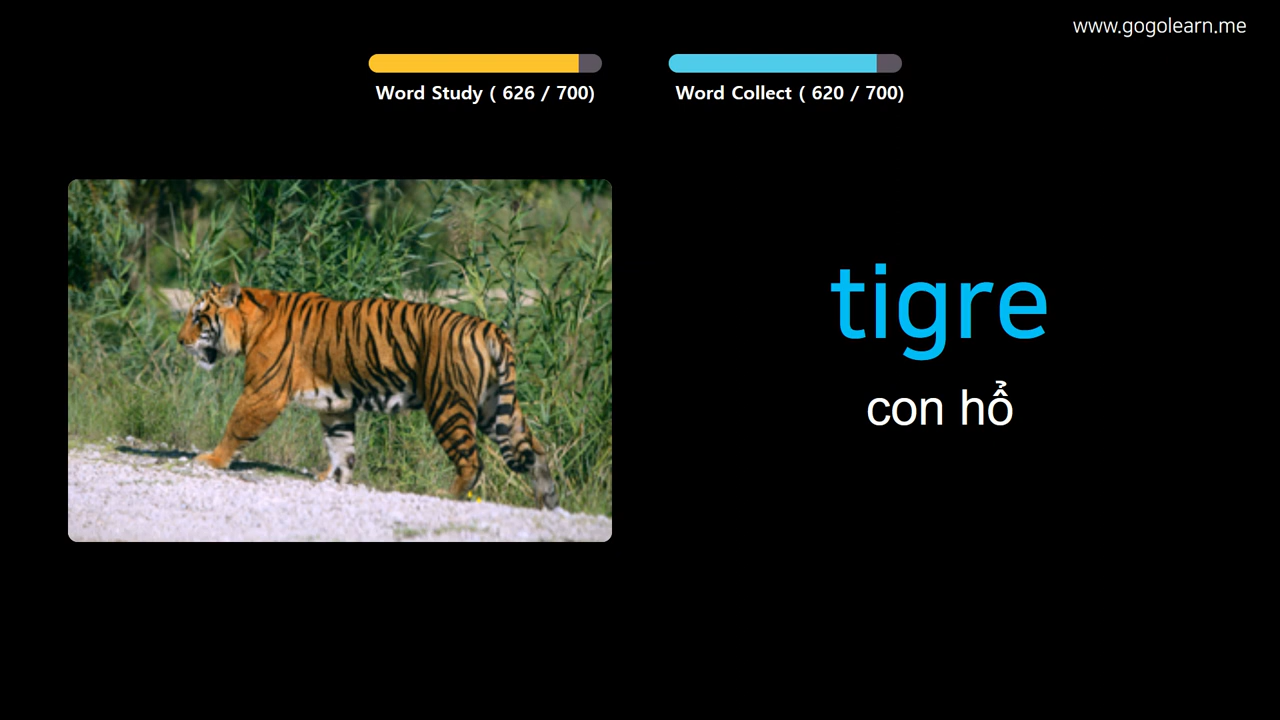 www.gogolearn.me
Word Study ( 626 / 700)
Word Collect ( 620 / 700)
tigre
con hổ